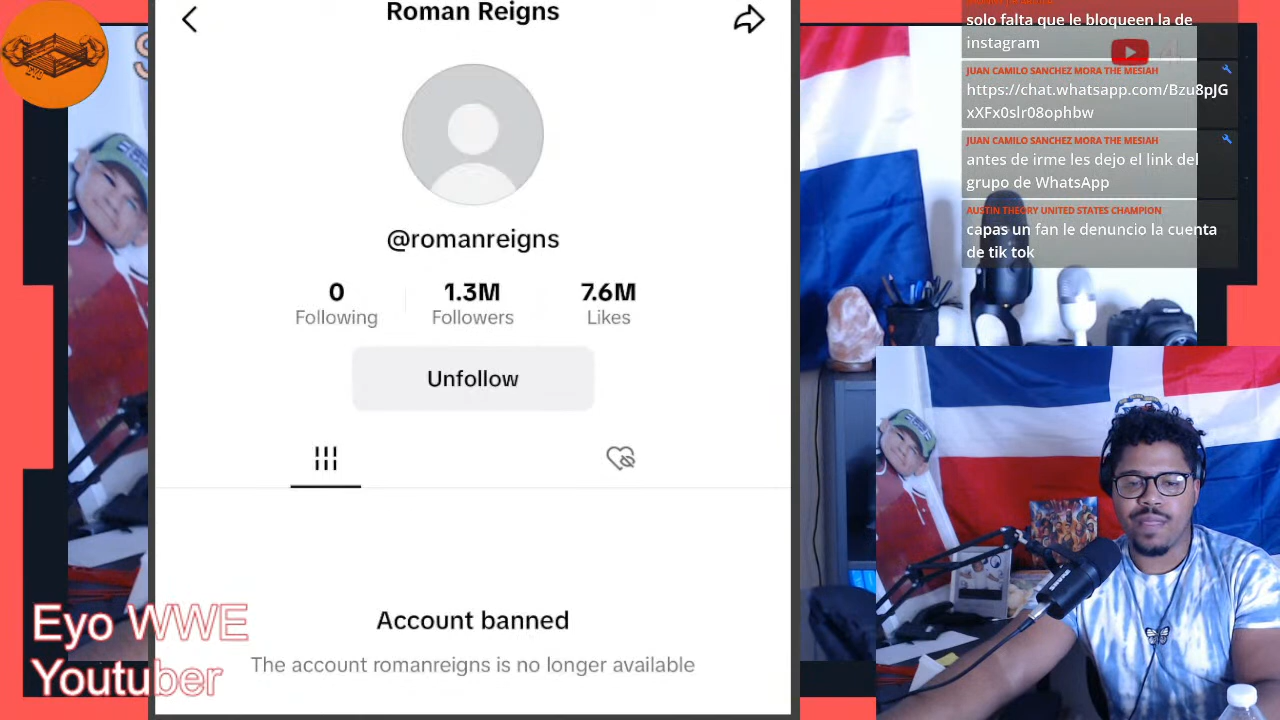 Roman Reigns
@romanreigns
0
Following
1.3M
Followers
7.6M
Likes
Unfollow
Account banned
The account romanreigns is no longer available
Eyo WWE
Youtuber
EYO
solo falta que le bloqueen la de
instagram
JUAN CAMILO SANCHEZ MORA THE MESIAH
https://chat.whatsapp.com/Bzu8pJG
xXFx0slr08ophbw
JUAN CAMILO SANCHEZ MORA THE MESIAH
antes de irme les dejo el link del
grupo de WhatsApp
AUSTIN THEORY UNITED STATES CHAMPION
capas un fan le denuncio la cuenta
de tik tok